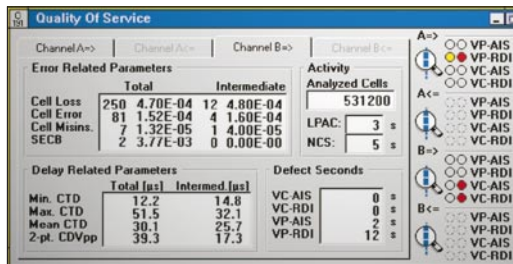 Q
191
Quality Of Service
Channel A=> Channel A<= Channel B=> Channel B<=
Error Related Parameters
Total Intermediate
Cell Loss 250 4.70E-04 12 4.80E-04
Cell Error 81 1.52E-04 4 1.60E-04
Cell Misins. 7 1.32E-05 1 4.00E-05
SECB 2 3.77E-03 0 0.00E-00
Activity
Analyzed Cells
531200
LPAC: 3 s
NCS: 5 s
Delay Related Parameters
Total [µs] Intermed.[µs]
Min. CTD 12.2 14.8
Max. CTD 51.5 32.1
Mean CTD 30.1 25.7
2-pt. CDVpp 39.3 17.3
Defect Seconds
VC-AIS 0 s
VC-RDI 0 s
VP-AIS 2 s
VP-RDI 12 s
A=>
VP-AIS
VP-RDI
VC-AIS
VC-RDI
A<=
VP-AIS
VP-RDI
VC-AIS
VC-RDI
B=>
VP-AIS
VP-RDI
VC-AIS
VC-RDI
B<=
VP-AIS
VP-RDI
VC-AIS
VC-RDI